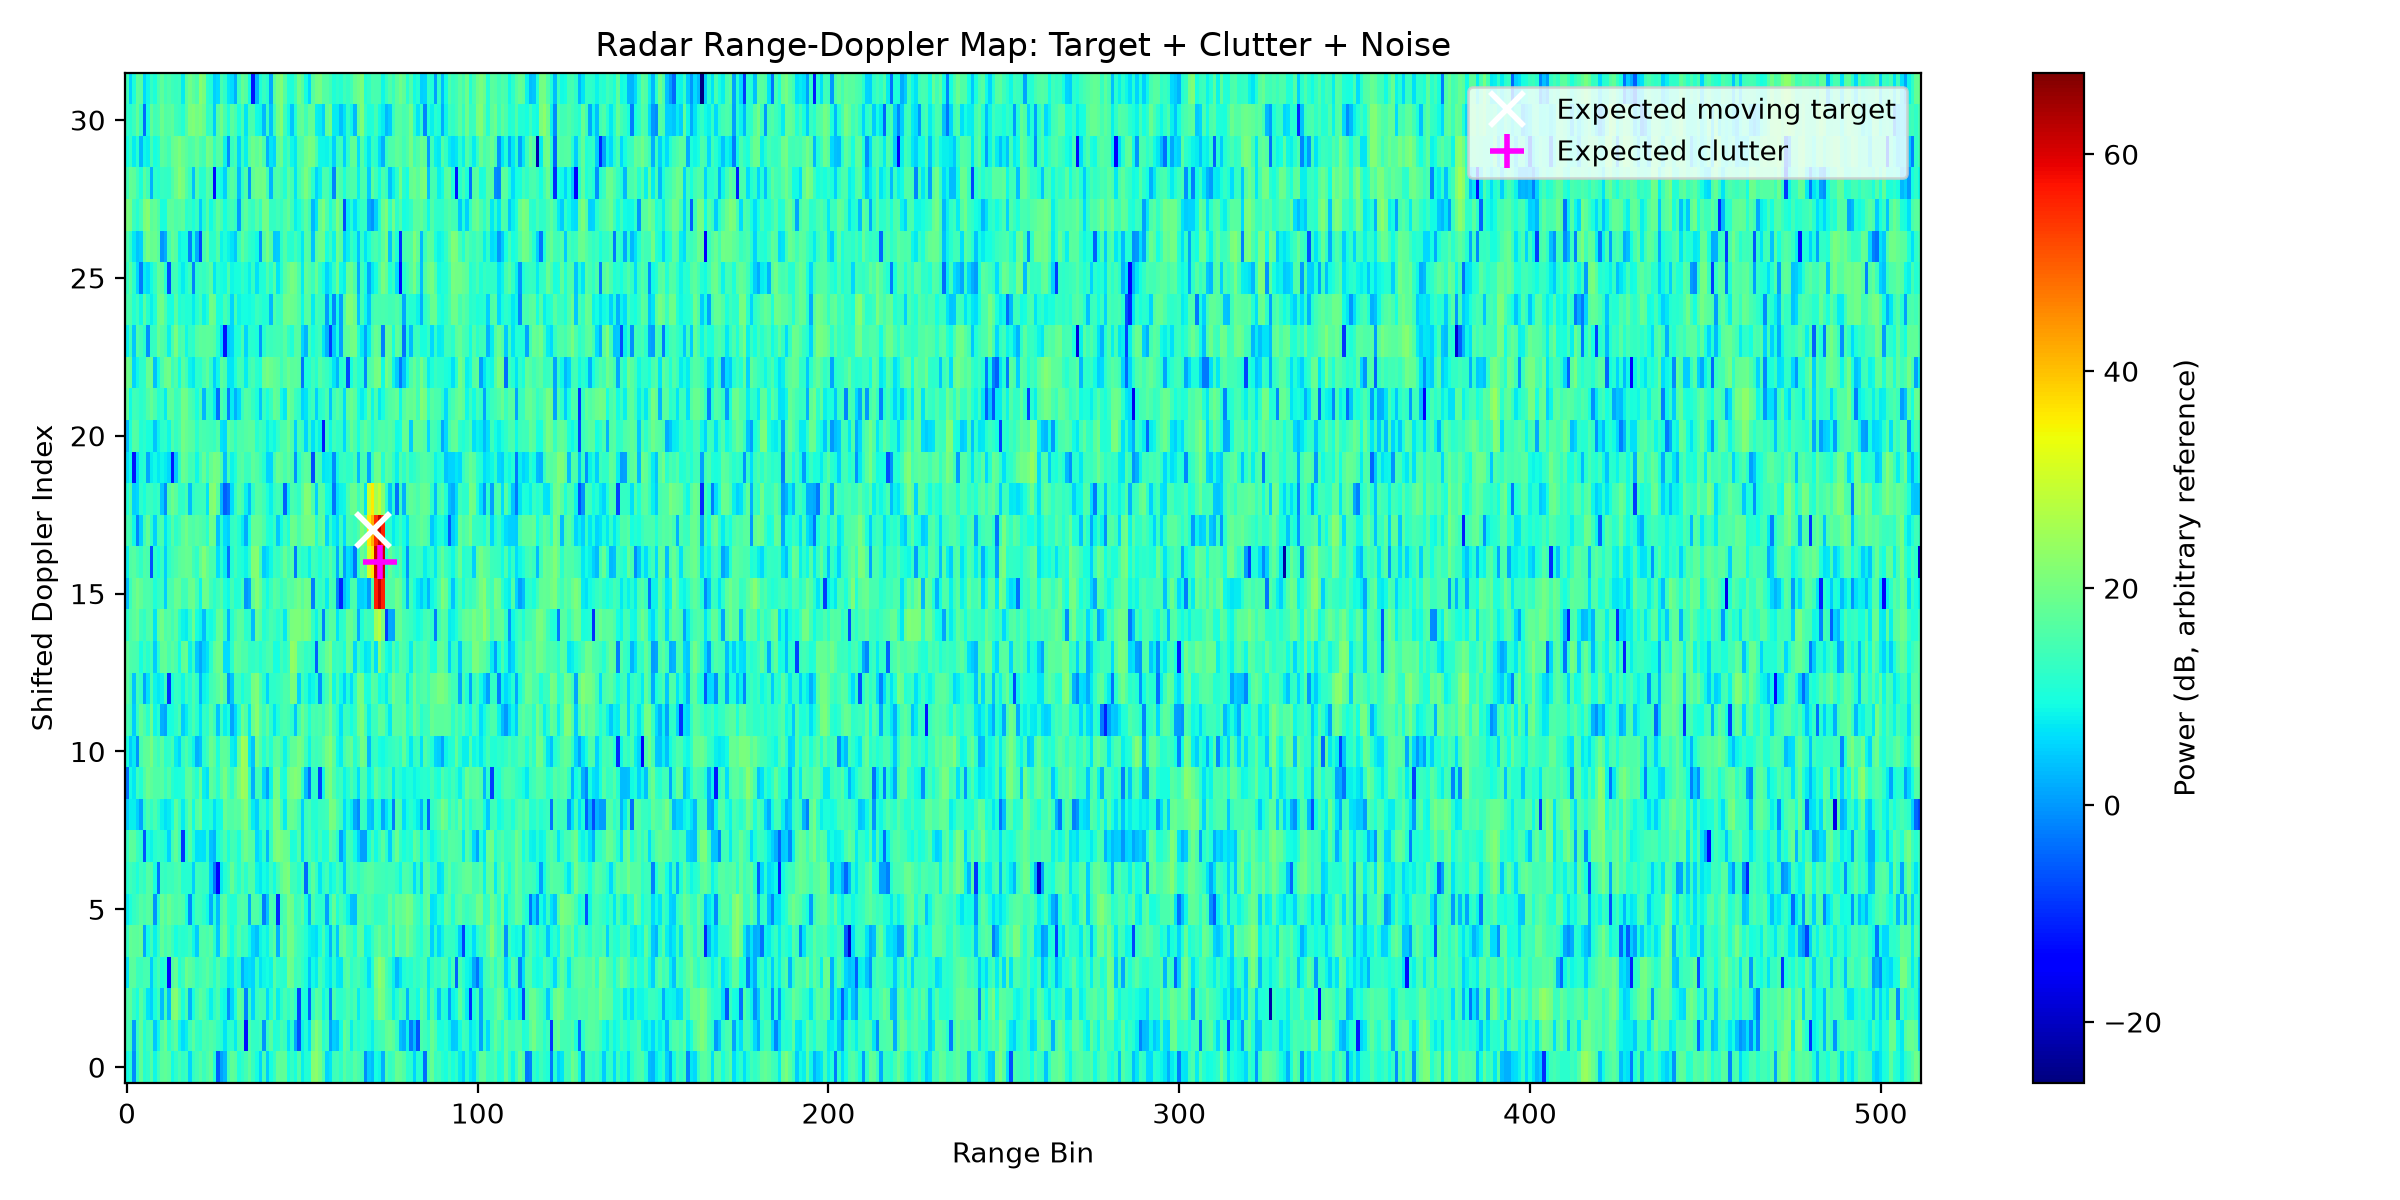 Radar Range-Doppler Map: Target + Clutter + Noise
Expected moving target
Expected clutter
Shifted Doppler Index
30
25
20
15
10
5
0
0 100 200 300 400 500
Range Bin
60
40
20
0
−20
Power (dB, arbitrary reference)